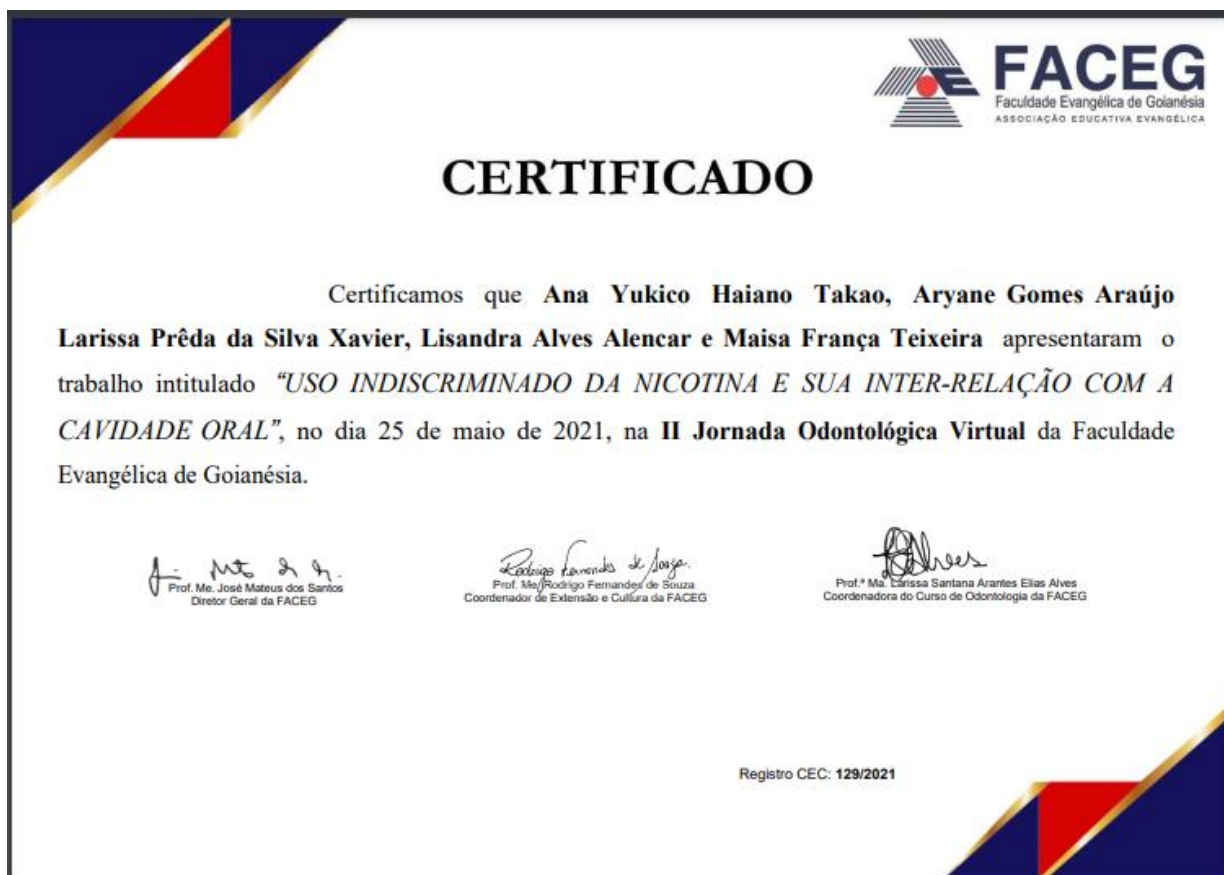 FACEG
Faculdade Evangélica de Goianésia
ASSOCIAÇÃO EDUCATIVA EVANGÉLICA
CERTIFICADO
Certificamos que Ana Yukico Haiano Takao, Aryane Gomes Araújo
Larissa Prêda da Silva Xavier, Lisandra Alves Alencar e Maisa França Teixeira apresentaram o
trabalho intitulado "USO INDISCRIMINADO DA NICOTINA E SUA INTER-RELAÇÃO COM A
CAVIDADE ORAL", no dia 25 de maio de 2021, na II Jornada Odontológica Virtual da Faculdade
Evangélica de Goianésia.
Prof. Me. José Mateus dos Santos
Diretor Geral da FACEG
Rodrigo Fernandes de Souza.
Prof. Me. Rodrigo Fernandes de Souza
Coordenador de Extensão e Cultura da FACEG
Prof.ª Ma. Larissa Santana Arantes Elias Alves
Coordenadora do Curso de Odontologia da FACEG
Registro CEC: 129/2021